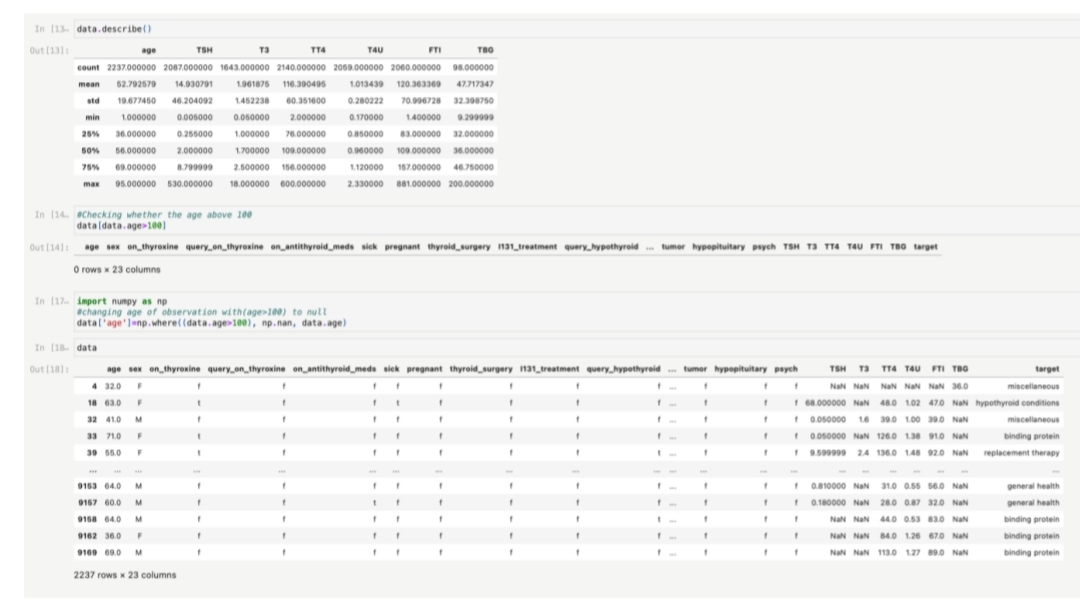 In [13… data.describe()
Out[13]:
age TSH T3 TT4 T4U FTI TBG
count 2237.000000 2087.000000 1643.000000 2140.000000 2059.000000 2060.000000 98.000000
mean 52.792579 14.930791 1.961875 116.390495 1.013439 120.363369 47.717347
std 19.677450 46.204092 1.452238 60.351600 0.280222 70.996728 32.398750
min 1.000000 0.005000 0.050000 2.000000 0.170000 1.400000 9.299999
25% 36.000000 0.255000 1.000000 76.000000 0.850000 83.000000 32.000000
50% 56.000000 2.000000 1.700000 109.000000 0.960000 109.000000 36.000000
75% 69.000000 8.799999 2.500000 156.000000 1.120000 157.000000 46.750000
max 95.000000 530.000000 18.000000 600.000000 2.330000 881.000000 200.000000
In [14… #Checking whether the age above 100
data[data.age>100]
Out[14]: age sex on_thyroxine query_on_thyroxine on_antithyroid_meds sick pregnant thyroid_surgery I131_treatment query_hypothyroid ... tumor hypopituitary psych TSH T3 TT4 T4U FTI TBG target
0 rows × 23 columns
In [17… import numpy as np
#changing age of observation with(age>100) to null
data['age']=np.where((data.age>100), np.nan, data.age)
In [18… data
Out[18]: age sex on_thyroxine query_on_thyroxine on_antithyroid_meds sick pregnant thyroid_surgery I131_treatment query_hypothyroid ... tumor hypopituitary psych TSH T3 TT4 T4U FTI TBG target
4 32.0 F f f f f f f f f ... f f f NaN NaN NaN NaN NaN 36.0 miscellaneous
18 63.0 F t f f t f f f f ... f f f 68.000000 NaN 48.0 1.02 47.0 NaN hypothyroid conditions
32 41.0 M f f f f f f f f ... f f f 0.050000 1.6 39.0 1.00 39.0 NaN miscellaneous
33 71.0 F t f f f f f f f ... f f f 0.050000 NaN 126.0 1.38 91.0 NaN binding protein
39 55.0 F t f f f f f f t ... f f f 9.599999 2.4 136.0 1.48 92.0 NaN replacement therapy
... ... ... ... ... ... ... ... ... ... ... ... ... ... ... ... ... ... ... ... ... ...
9153 64.0 M f f f f f f f f ... f f f 0.810000 NaN 31.0 0.55 56.0 NaN general health
9157 60.0 M f f t f f f f f ... f f f 0.180000 NaN 28.0 0.87 32.0 NaN general health
9158 64.0 M f f f f f f f t ... f f f NaN NaN 44.0 0.53 83.0 NaN binding protein
9162 36.0 F f f f f f f f f ... f f f NaN NaN 84.0 1.26 67.0 NaN binding protein
9169 69.0 M f f f f f f f f ... f f f NaN NaN 113.0 1.27 89.0 NaN binding protein
2237 rows × 23 columns